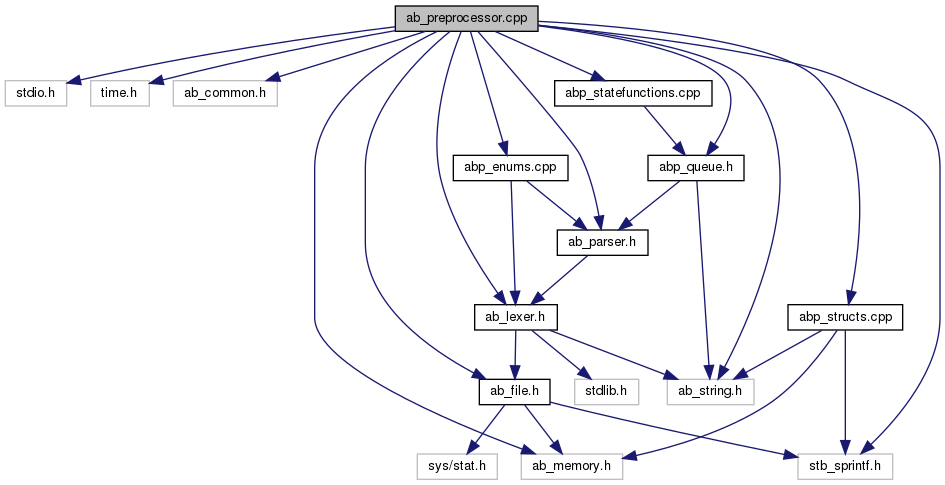 ab_preprocessor.cpp
stdio.h
time.h
ab_common.h
abp_statefunctions.cpp
abp_enums.cpp
abp_queue.h
ab_parser.h
ab_lexer.h
abp_structs.cpp
ab_file.h
stdlib.h
ab_string.h
sys/stat.h
ab_memory.h
stb_sprintf.h